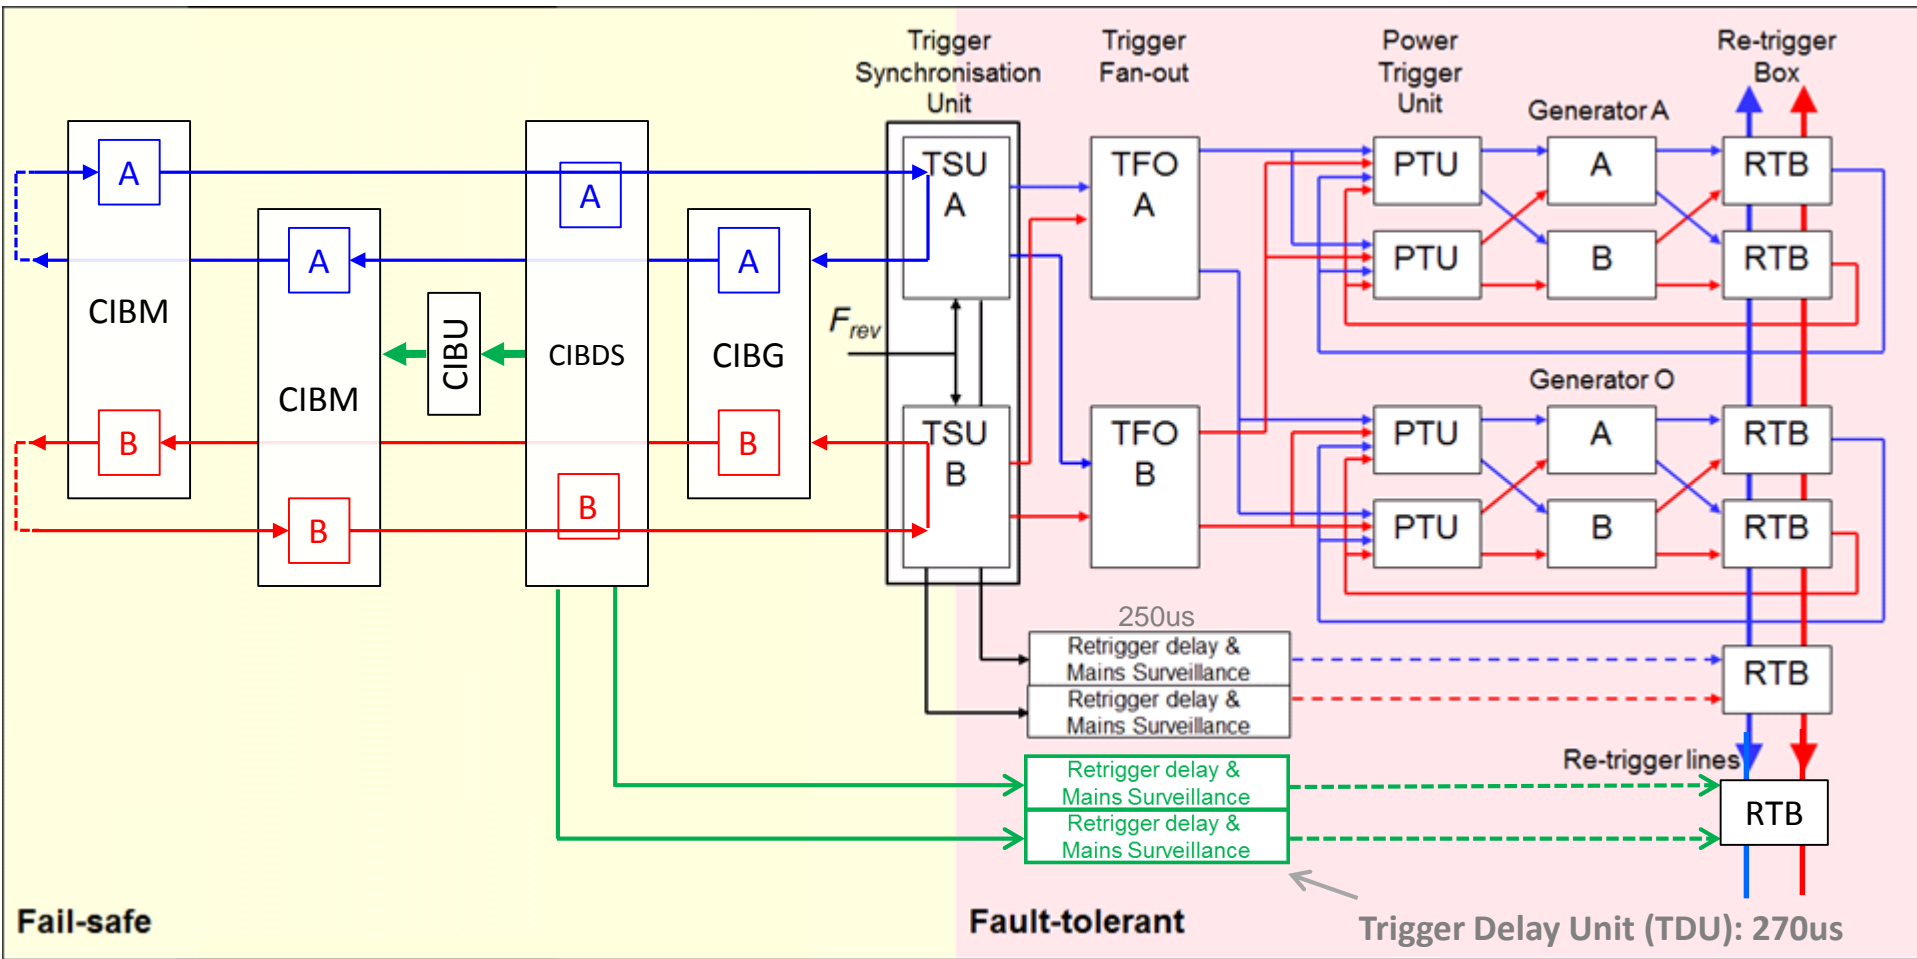 Trigger
Synchronisation
Unit
Trigger
Fan-out
Power
Trigger
Unit
Re-trigger
Box
Generator A
A
A
A
A
CIBM
CIBM
CIBU
CIBDS
CIBG
B
B
B
B
Frev
TSU
A
TSU
B
TFO
A
TFO
B
PTU
A
RTB
PTU
B
RTB
Generator O
PTU
A
RTB
PTU
B
RTB
250us
Retrigger delay &
Mains Surveillance
Retrigger delay &
Mains Surveillance
RTB
Re-trigger lines
Retrigger delay &
Mains Surveillance
Retrigger delay &
Mains Surveillance
RTB
Fail-safe
Fault-tolerant
Trigger Delay Unit (TDU): 270us